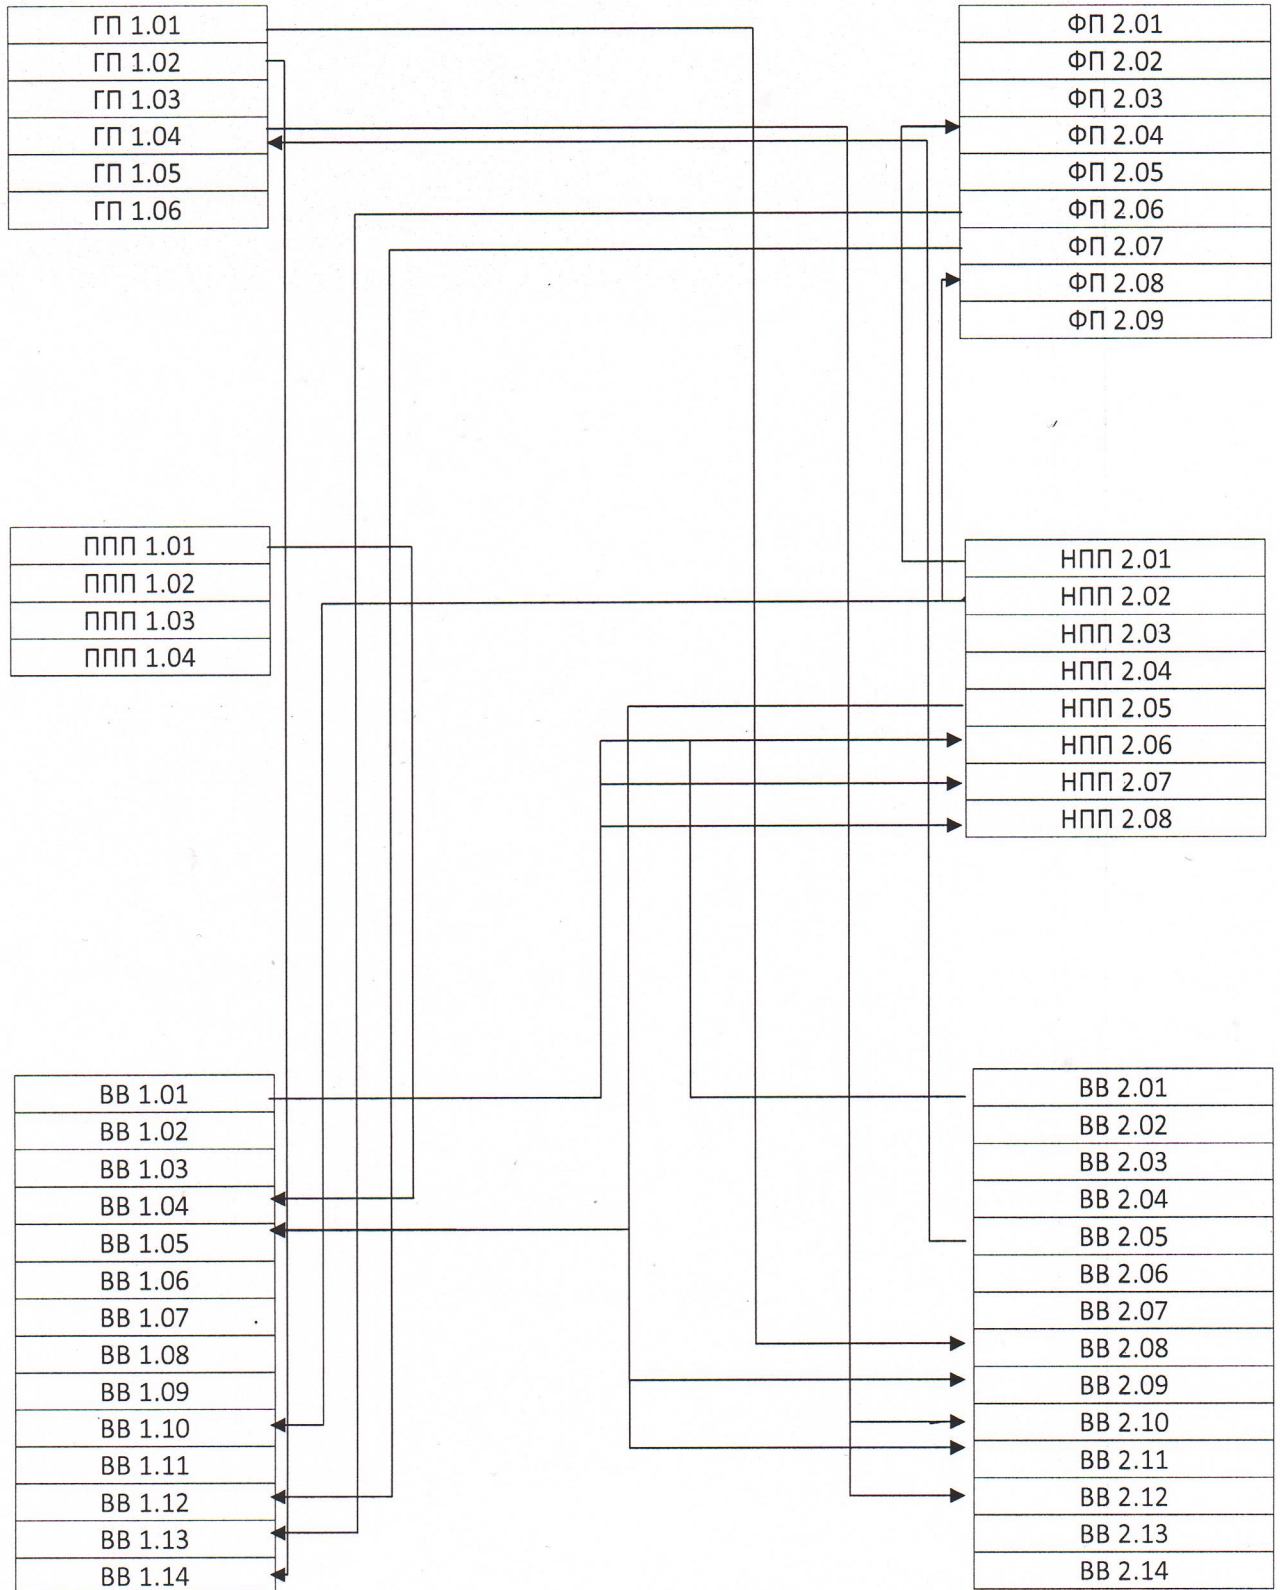 ГП 1.01
ГП 1.02
ГП 1.03
ГП 1.04
ГП 1.05
ГП 1.06
ФП 2.01
ФП 2.02
ФП 2.03
ФП 2.04
ФП 2.05
ФП 2.06
ФП 2.07
ФП 2.08
ФП 2.09
ППП 1.01
ППП 1.02
ППП 1.03
ППП 1.04
НПП 2.01
НПП 2.02
НПП 2.03
НПП 2.04
НПП 2.05
НПП 2.06
НПП 2.07
НПП 2.08
ВВ 1.01
ВВ 1.02
ВВ 1.03
ВВ 1.04
ВВ 1.05
ВВ 1.06
ВВ 1.07
ВВ 1.08
ВВ 1.09
ВВ 1.10
ВВ 1.11
ВВ 1.12
ВВ 1.13
ВВ 1.14
ВВ 2.01
ВВ 2.02
ВВ 2.03
ВВ 2.04
ВВ 2.05
ВВ 2.06
ВВ 2.07
ВВ 2.08
ВВ 2.09
ВВ 2.10
ВВ 2.11
ВВ 2.12
ВВ 2.13
ВВ 2.14